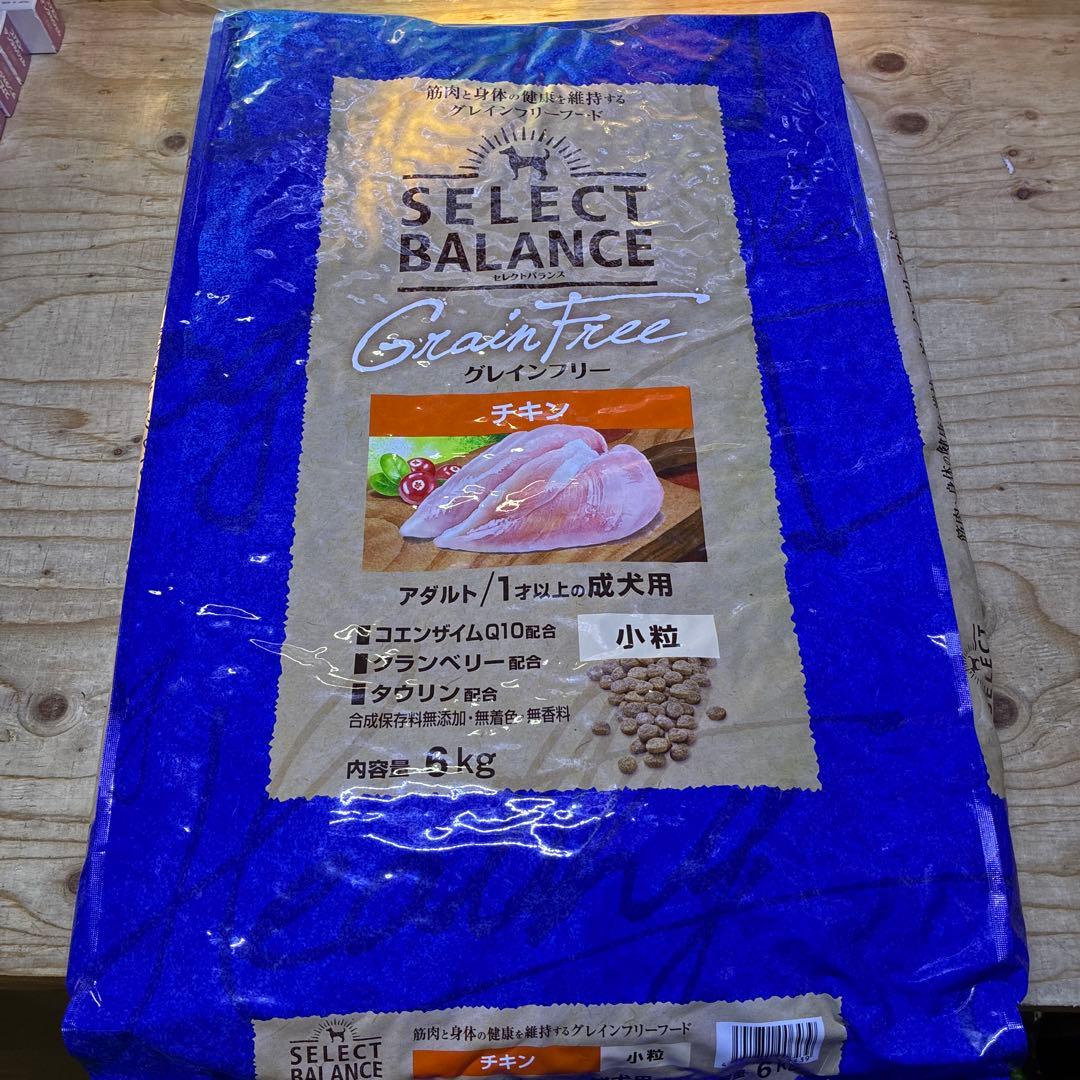 筋肉と身体の健康を維持する
グレインフリーフード
SELECT
BALANCE
セレクトバランス
Grain Free
グレインフリー
チキン
アダルト/1才以上の成犬用
コエンザイムQ10配合
クランベリー配合
タウリン配合
小粒
合成保存料無添加・無着色・無香料
内容量 6kg
SELECT
BALANCE
筋肉と身体の健康を維持するグレインフリーフード
チキン
小粒